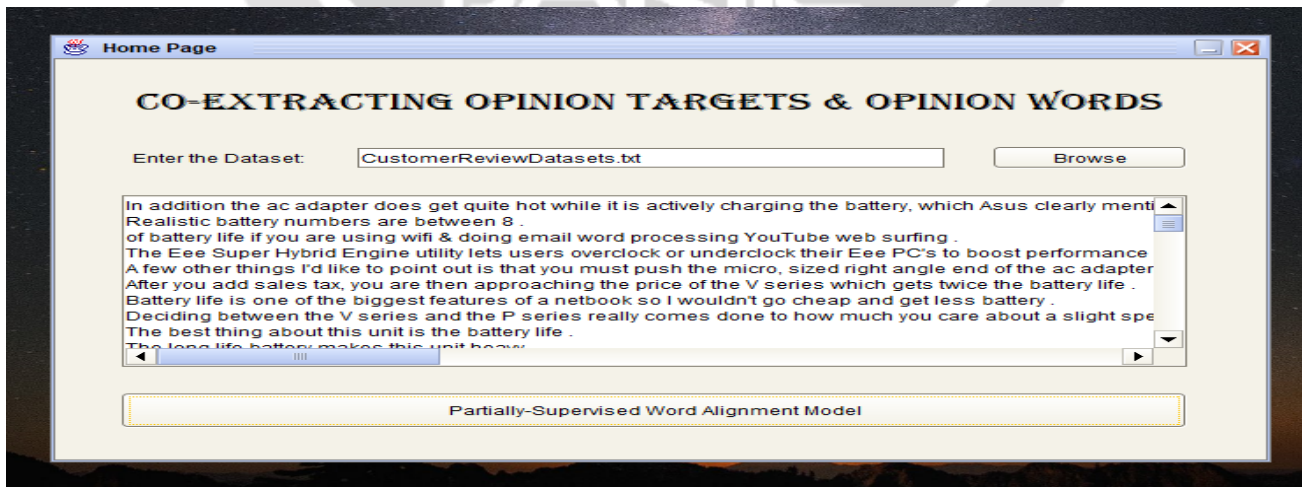 Home Page
CO-EXTRACTING OPINION TARGETS & OPINION WORDS
Enter the Dataset: CustomerReviewDatasets.txt Browse
In addition the ac adapter does get quite hot while it is actively charging the battery, which Asus clearly menti
Realistic battery numbers are between 8 .
of battery life if you are using wifi & doing email word processing YouTube web surfing .
The Eee Super Hybrid Engine utility lets users overclock or underclock their Eee PC's to boost performance
A few other things I'd like to point out is that you must push the micro, sized right angle end of the ac adapter
After you add sales tax, you are then approaching the price of the V series which gets twice the battery life .
Battery life is one of the biggest features of a netbook so I wouldn't go cheap and get less battery .
Deciding between the V series and the P series really comes done to how much you care about a slight spe
The best thing about this unit is the battery life .
The long life battery makes this unit heavy
Partially-Supervised Word Alignment Model